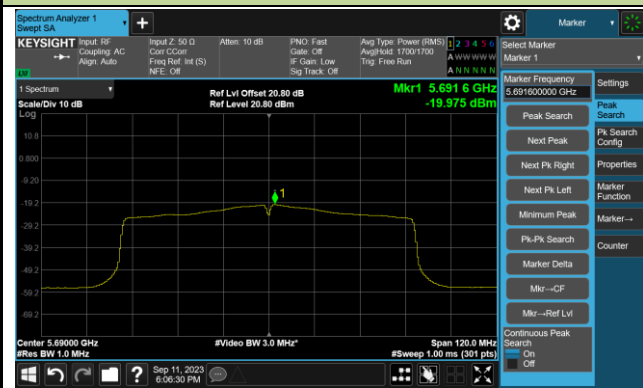 Spectrum Analyzer 1
Swept SA
Marker
KEYSIGHT
Input: RF
Coupling: AC
Align: Auto
Input Z: 50 Ω
Corr CCorr
Freq Ref: Int (S)
NFE: Off
Atten: 10 dB
PNO: Fast
Gate: Off
IF Gain: Low
Sig Track: Off
Avg Type: Power (RMS)
Avg|Hold: 1700/1700
Trig: Free Run
1 2 3 4 5 6
A W W W W W
A N N N N N
Select Marker
Marker 1
1 Spectrum
Scale/Div 10 dB
Log
Ref Lvl Offset 20.80 dB
Ref Level 20.80 dBm
Mkr1 5.691 6 GHz
-19.975 dBm
10.8
0.800
-9.20
-19.2
-29.2
-39.2
-49.2
-59.2
-69.2
1
Center 5.69000 GHz
#Res BW 1.0 MHz
#Video BW 3.0 MHz*
Span 120.0 MHz
#Sweep 1.00 ms (301 pts)
Marker Frequency
5.691600000 GHz
Peak Search
Next Peak
Next Pk Right
Next Pk Left
Minimum Peak
Pk-Pk Search
Marker Delta
Mkr→CF
Mkr→Ref Lvl
Continuous Peak
Search
On
Off
Settings
Peak
Search
Pk Search
Config
Properties
Marker
Function
Marker→
Counter
?
Sep 11, 2023
6:06:30 PM